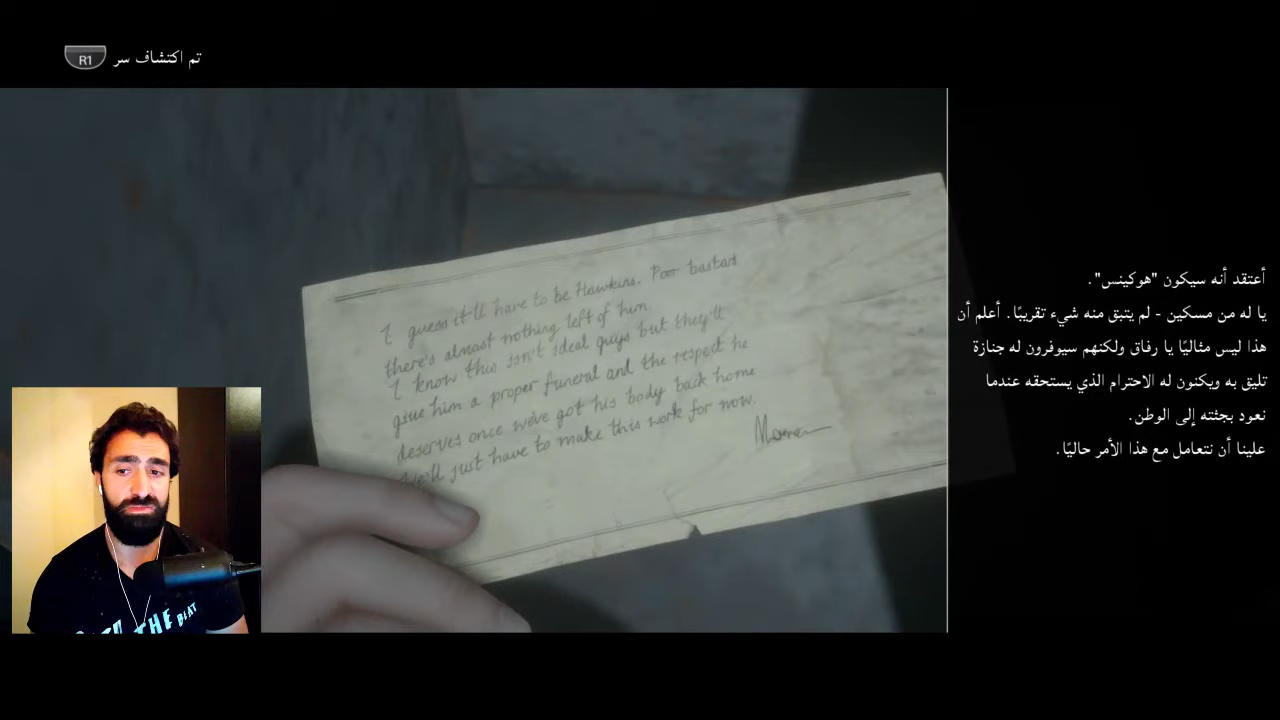 تم اكتشاف سر R1
I guess it'll have to be Hawkins. Poor bastard
there's almost nothing left of him.
I know this isn't ideal guys but they'll
give him a proper funeral and the respect he
deserves once we've got his body back home
We'll just have to make this work for now.
أعتقد أنه سيكون "هوكينس".
يا له من مسكين - لم يتبق منه شيء تقريبًا. أعلم أن
هذا ليس مثاليًا يا رفاق ولكنهم سيوفرون له جنازة
تليق به ويكنون له الاحترام الذي يستحقه عندما
نعود بجثته إلى الوطن.
علينا أن نتعامل مع هذا الأمر حاليًا.
THE BEAT